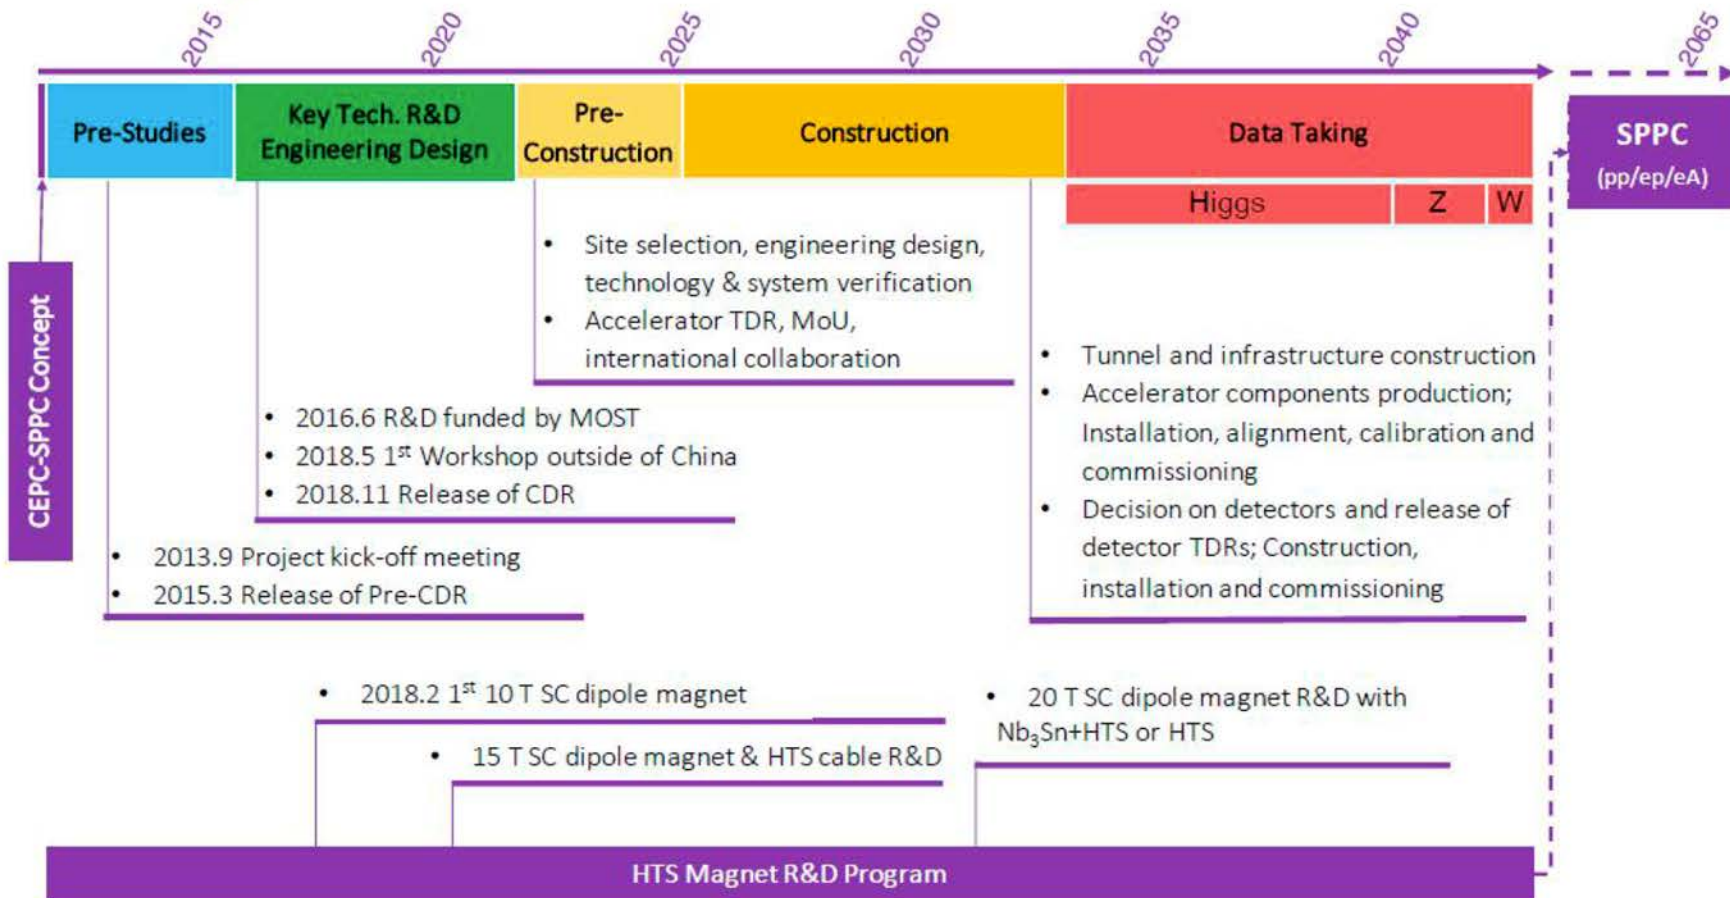 2015
2020
2025
2030
2035
2040
2065
Pre-Studies
Key Tech. R&D
Engineering Design
Pre-
Construction
Construction
Data Taking
SPPC
(pp/ep/eA)
Higgs
Z
W
CEPC-SPPC Concept
• Site selection, engineering design,
technology & system verification
• Accelerator TDR, MoU,
international collaboration
• Tunnel and infrastructure construction
• Accelerator components production;
Installation, alignment, calibration and
commissioning
• Decision on detectors and release of
detector TDRs; Construction,
installation and commissioning
• 2016.6 R&D funded by MOST
• 2018.5 1st Workshop outside of China
• 2018.11 Release of CDR
• 2013.9 Project kick-off meeting
• 2015.3 Release of Pre-CDR
• 2018.2 1st 10 T SC dipole magnet
• 15 T SC dipole magnet & HTS cable R&D
• 20 T SC dipole magnet R&D with
Nb₃Sn+HTS or HTS
HTS Magnet R&D Program